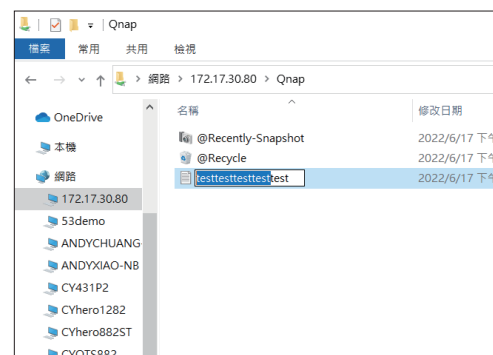 Qnap
檔案 常用 共用 檢視
網路 > 172.17.30.80 > Qnap
OneDrive
本機
網路
172.17.30.80
53demo
ANDYCHUANG-
ANDYXIAO-NB
CY431P2
CYhero1282
CYhero882ST
CYQTS882
名稱 修改日期
@Recently-Snapshot 2022/6/17 下午
@Recycle 2022/6/17 下午
testtesttesttesttest 2022/6/17 下午